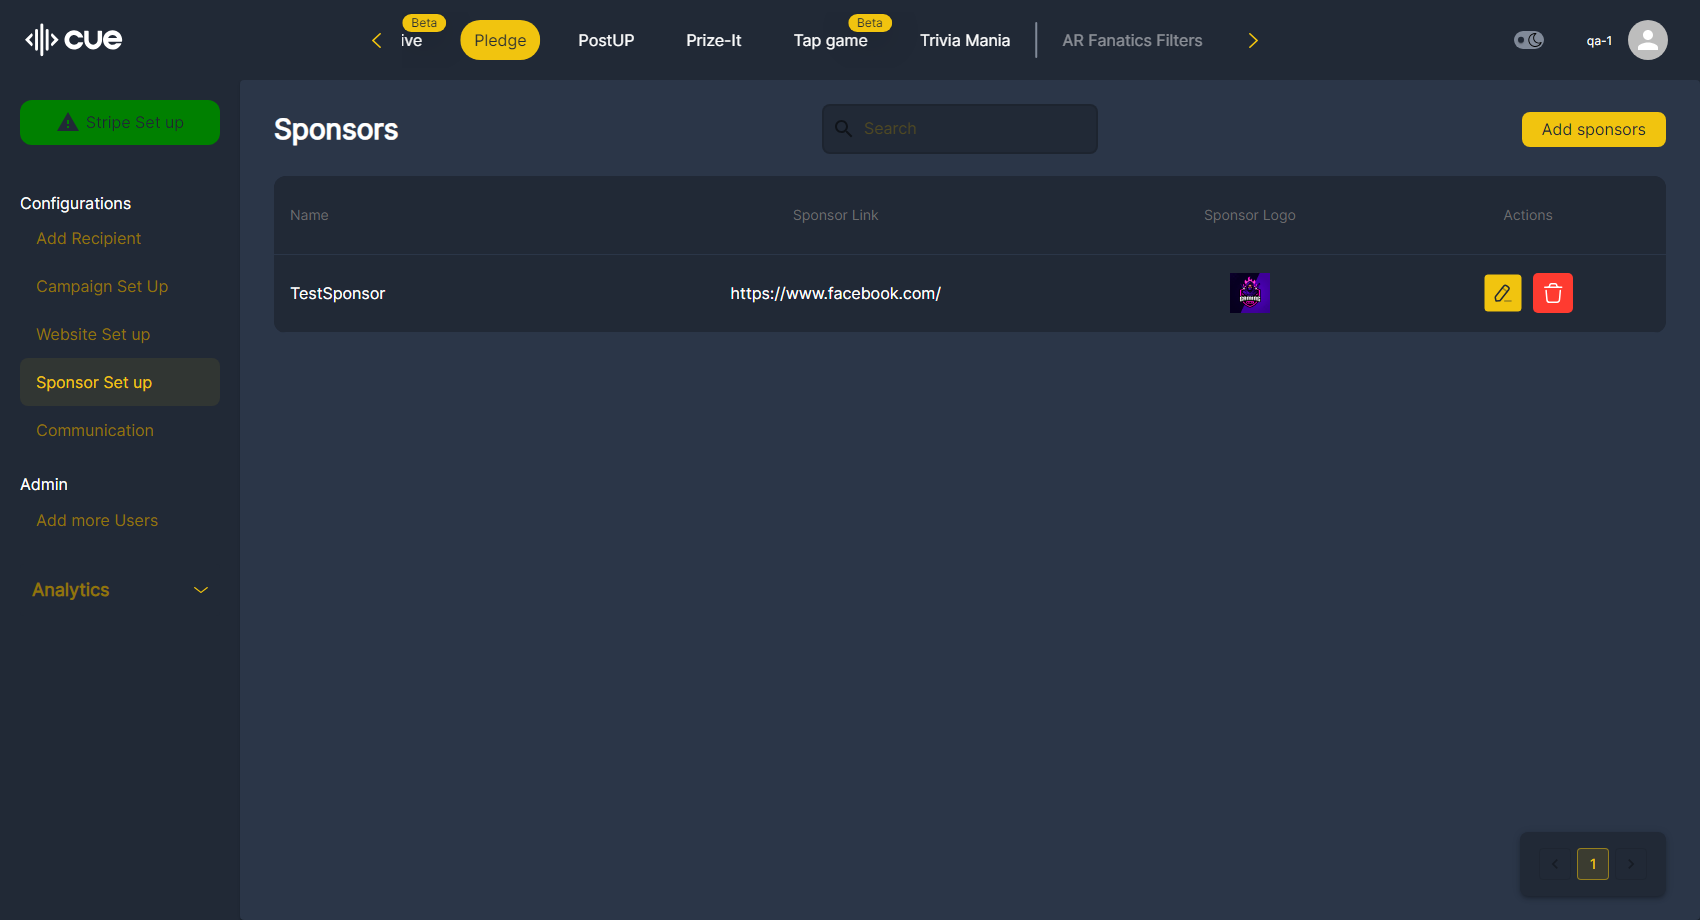 cue
Beta
ive
Pledge
PostUP
Prize-It
Beta
Tap game
Trivia Mania
AR Fanatics Filters
qa-1
Stripe Set up
Sponsors
Search
Add sponsors
Configurations
Add Recipient
Campaign Set Up
Website Set up
Sponsor Set up
Communication
Admin
Add more Users
Analytics
Name
Sponsor Link
Sponsor Logo
Actions
TestSponsor
https://www.facebook.com/
GAMING
1